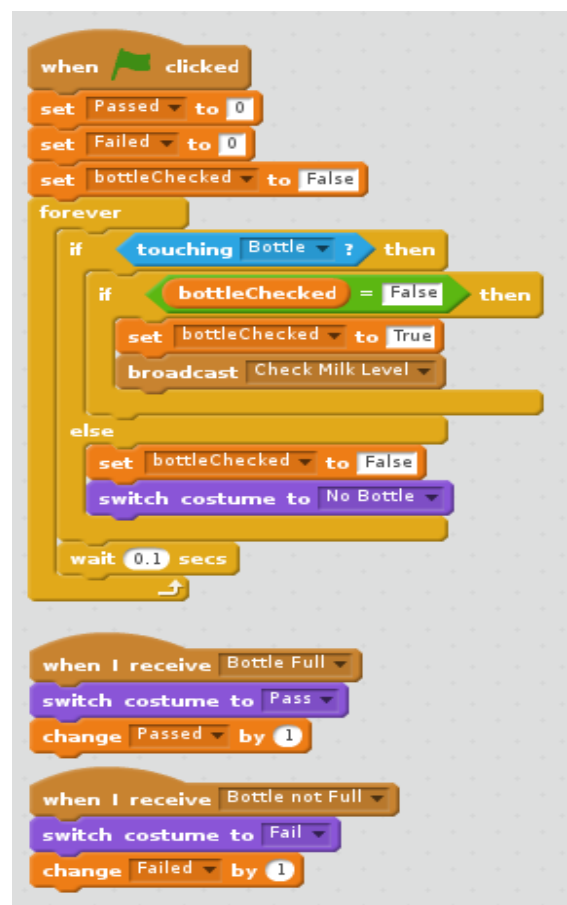 when clicked
set Passed to 0
set Failed to 0
set bottleChecked to False
forever
if touching Bottle ? then
if bottleChecked = False then
set bottleChecked to True
broadcast Check Milk Level
else
set bottleChecked to False
switch costume to No Bottle
wait 0.1 secs
when I receive Bottle Full
switch costume to Pass
change Passed by 1
when I receive Bottle not Full
switch costume to Fail
change Failed by 1